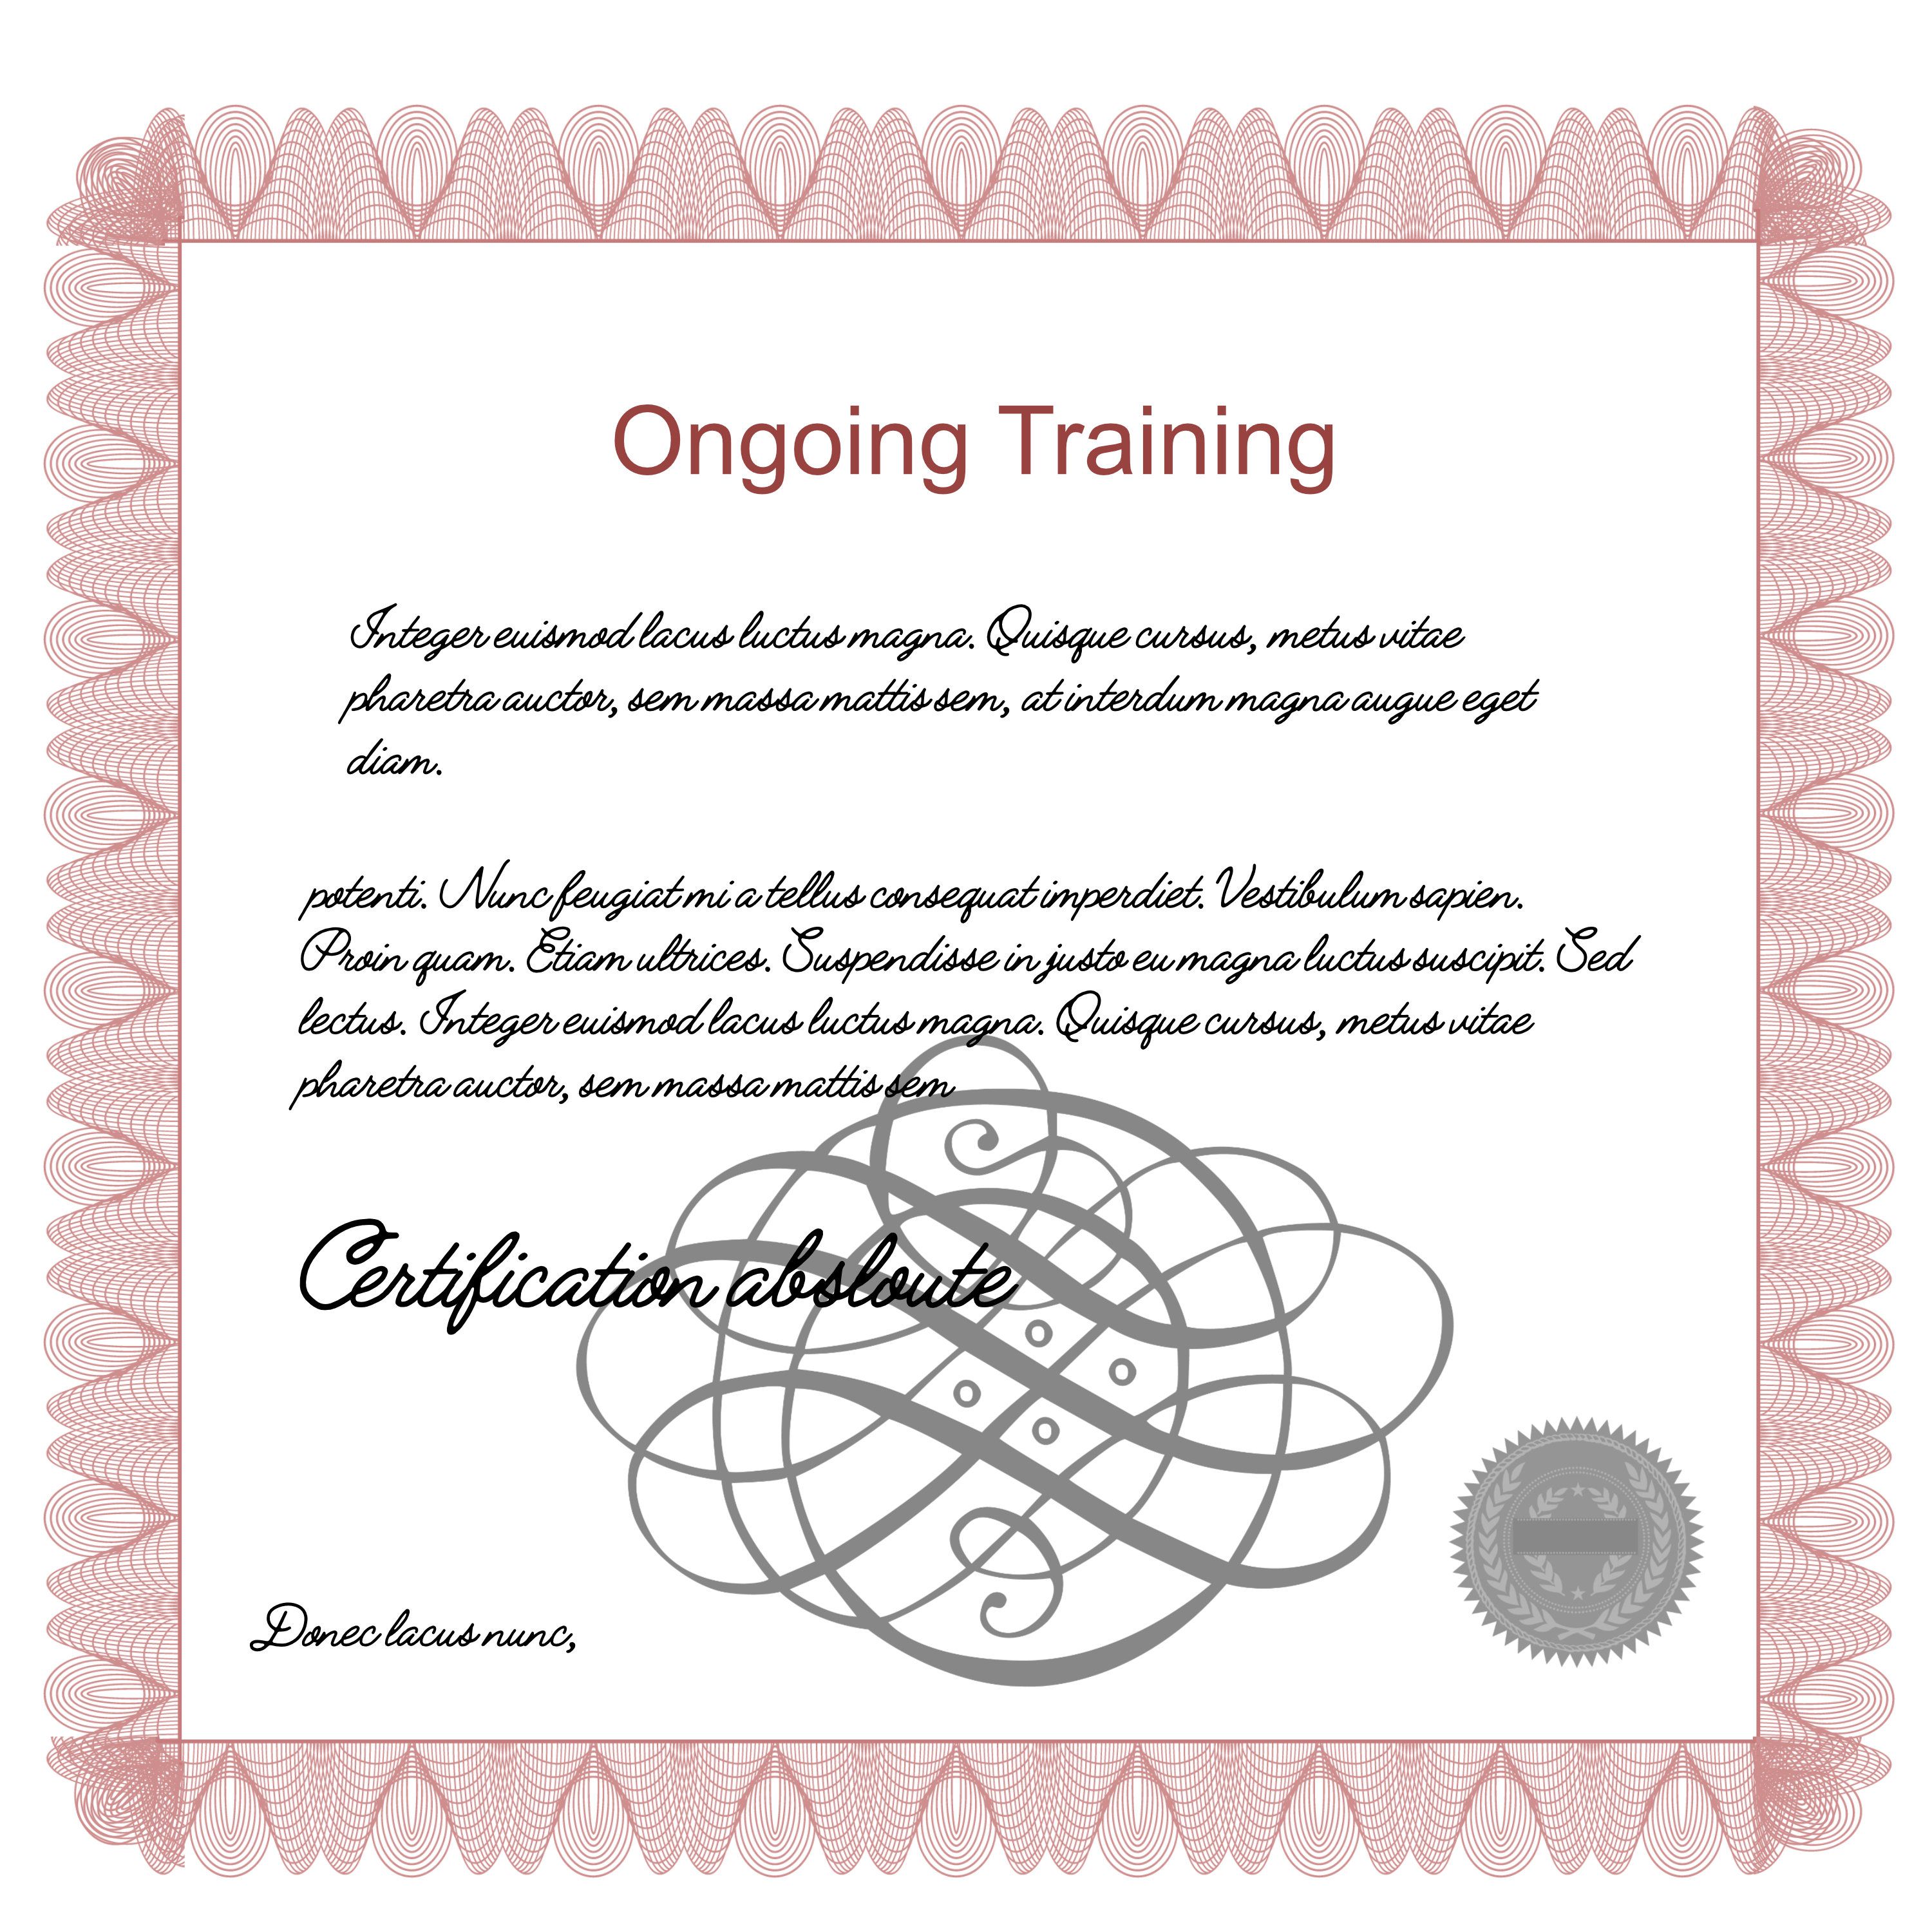 Ongoing Training
Integer euismod lacus luctus magna. Quisque cursus, metus vitae
pharetra auctor, sem massa mattis sem, at interdum magna augue eget
diam.
potenti. Nunc feugiat mi a tellus consequat imperdiet. Vestibulum sapien.
Proin quam. Etiam ultrices. Suspendisse in justo eu magna luctus suscipit. Sed
lectus. Integer euismod lacus luctus magna. Quisque cursus, metus vitae
pharetra auctor, sem massa mattis sem
Certification absloute
Donec lacus nunc,